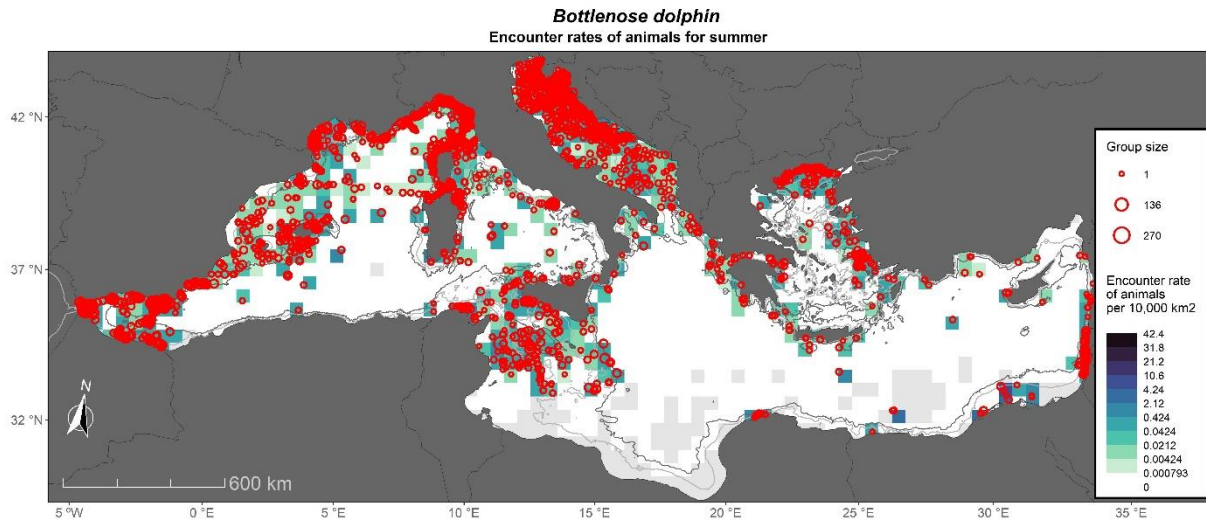 Bottlenose dolphin
Encounter rates of animals for summer
42 °N
37 °N
32 °N
N
600 km
5 °W
0 °E
5 °E
10 °E
15 °E
20 °E
25 °E
30 °E
35 °E
Group size
1
136
270
Encounter rate
of animals
per 10,000 km2
42.4
31.8
21.2
10.6
4.24
2.12
0.424
0.0424
0.0212
0.00424
0.000793
0